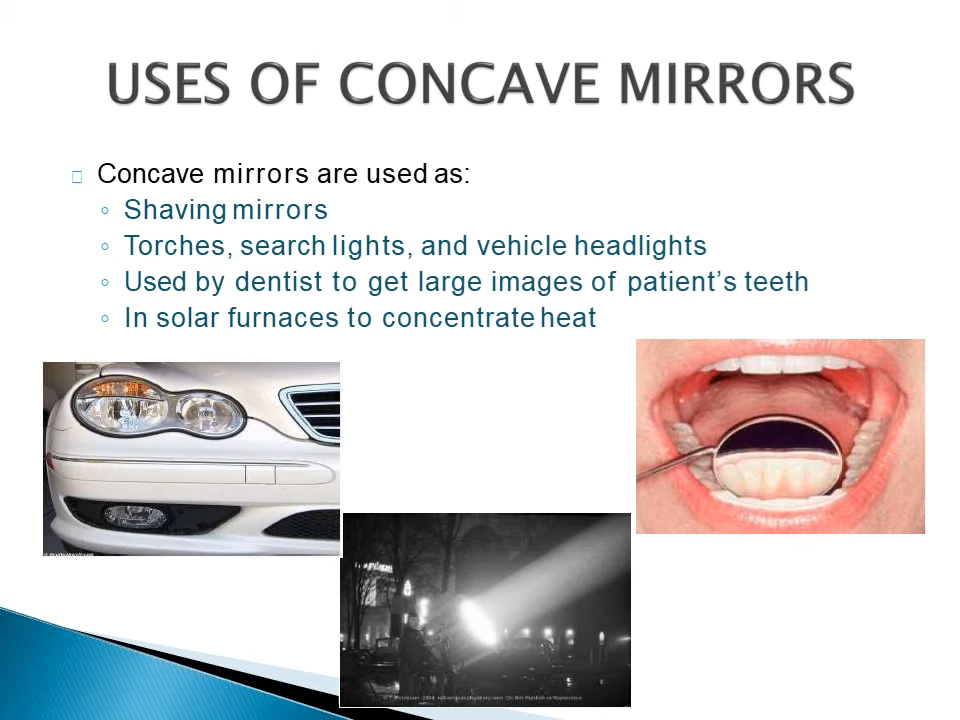 USES OF CONCAVE MIRRORS
Concave mirrors are used as:
◦ Shaving mirrors
◦ Torches, search lights, and vehicle headlights
◦ Used by dentist to get large images of patient’s teeth
◦ In solar furnaces to concentrate heat